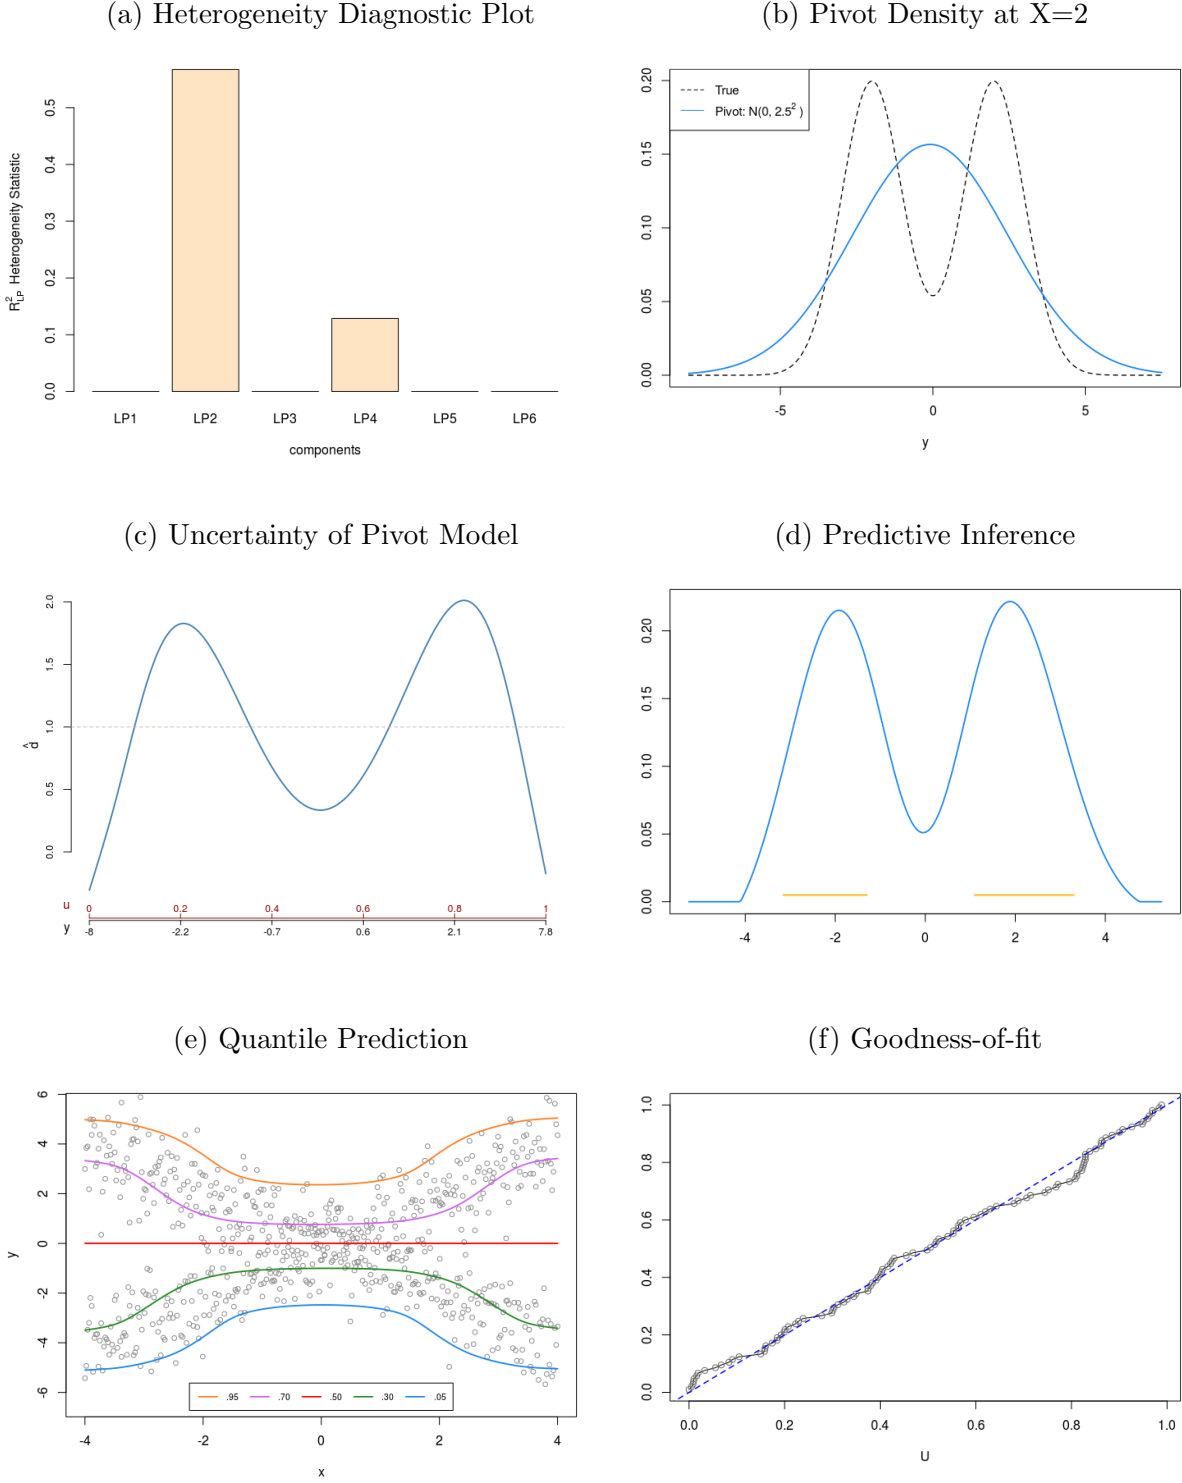 (a) Heterogeneity Diagnostic Plot
R²LP Heterogeneity Statistic
0.5
0.4
0.3
0.2
0.1
0.0
LP1 LP2 LP3 LP4 LP5 LP6
components
(b) Pivot Density at X=2
True
Pivot: N(0, 2.5²)
0.20
0.15
0.10
0.05
0.00
-5 0 5
y
(c) Uncertainty of Pivot Model
d̂
2.0
1.5
1.0
0.5
0.0
u 0 0.2 0.4 0.6 0.8 1
y -8 -2.2 -0.7 0.6 2.1 7.8
(d) Predictive Inference
0.20
0.15
0.10
0.05
0.00
-4 -2 0 2 4
(e) Quantile Prediction
y
6
4
2
0
-2
-4
-6
.95 .70 .50 .30 .05
-4 -2 0 2 4
x
(f) Goodness-of-fit
1.0
0.8
0.6
0.4
0.2
0.0
0.0 0.2 0.4 0.6 0.8 1.0
U